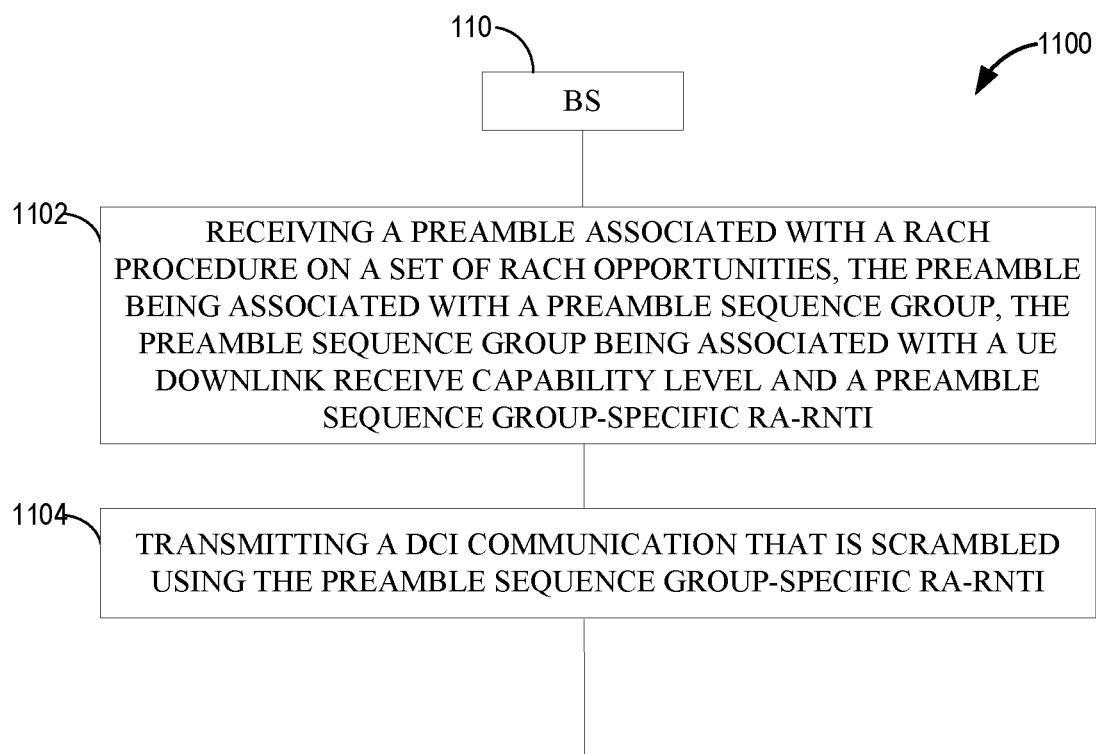 110
1100
BS
1102
RECEIVING A PREAMBLE ASSOCIATED WITH A RACH
PROCEDURE ON A SET OF RACH OPPORTUNITIES, THE PREAMBLE
BEING ASSOCIATED WITH A PREAMBLE SEQUENCE GROUP, THE
PREAMBLE SEQUENCE GROUP BEING ASSOCIATED WITH A UE
DOWNLINK RECEIVE CAPABILITY LEVEL AND A PREAMBLE
SEQUENCE GROUP-SPECIFIC RA-RNTI
1104
TRANSMITTING A DCI COMMUNICATION THAT IS SCRAMBLED
USING THE PREAMBLE SEQUENCE GROUP-SPECIFIC RA-RNTI